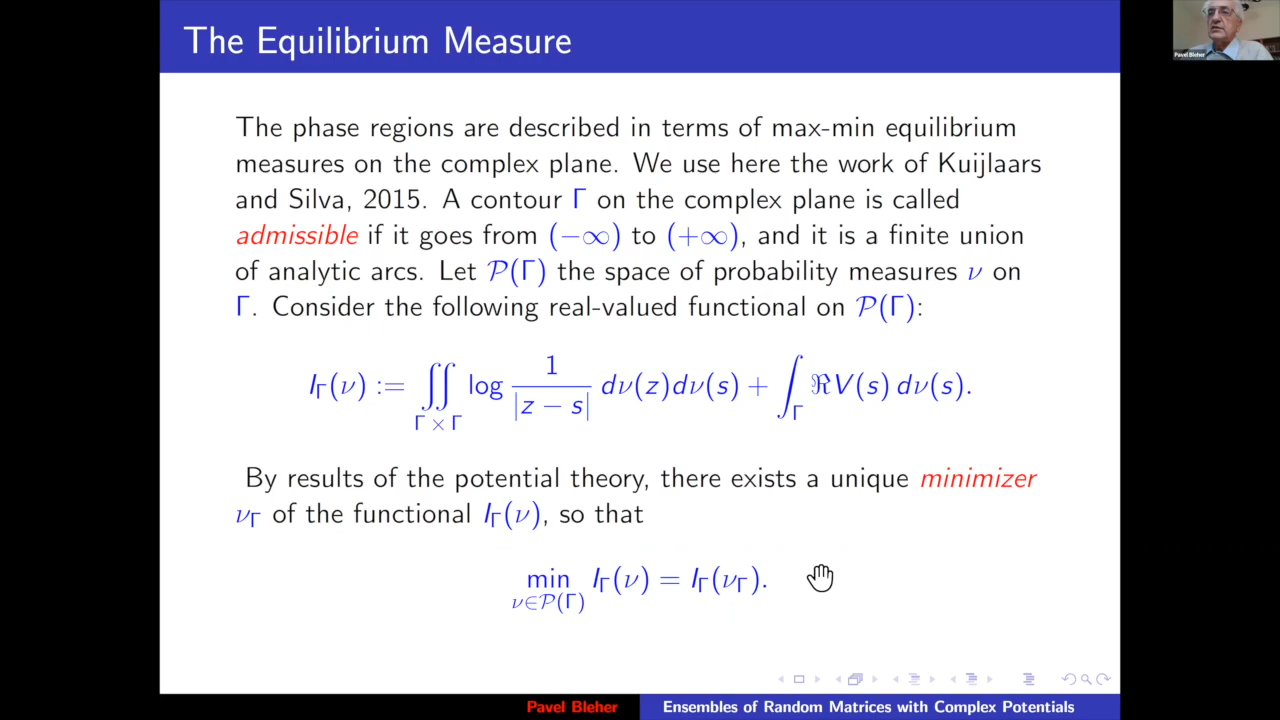 The Equilibrium Measure
Pavel Bleher
The phase regions are described in terms of max-min equilibrium
measures on the complex plane. We use here the work of Kuijlaars
and Silva, 2015. A contour Γ on the complex plane is called
admissible if it goes from (−∞) to (+∞), and it is a finite union
of analytic arcs. Let 𝒫(Γ) the space of probability measures ν on
Γ. Consider the following real-valued functional on 𝒫(Γ):
I_Γ(ν) := ∬_{Γ×Γ} log 1/|z − s| dν(z)dν(s) + ∫_Γ ℜV(s) dν(s).
By results of the potential theory, there exists a unique minimizer
ν_Γ of the functional I_Γ(ν), so that
min_{ν∈𝒫(Γ)} I_Γ(ν) = I_Γ(ν_Γ).
Pavel Bleher Ensembles of Random Matrices with Complex Potentials